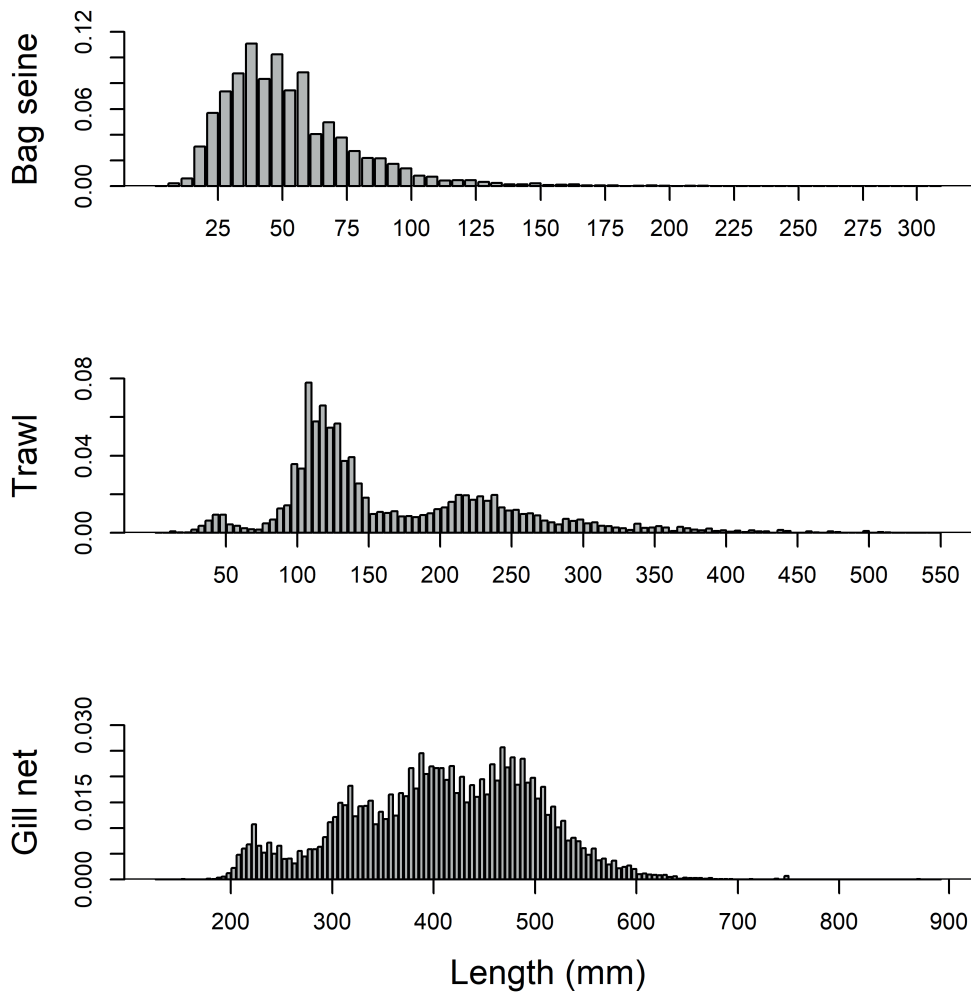 Bag seine
0.00 0.06 0.12
25 50 75 100 125 150 175 200 225 250 275 300
Trawl
0.00 0.04 0.08
50 100 150 200 250 300 350 400 450 500 550
Gill net
0.000 0.015 0.030
200 300 400 500 600 700 800 900
Length (mm)